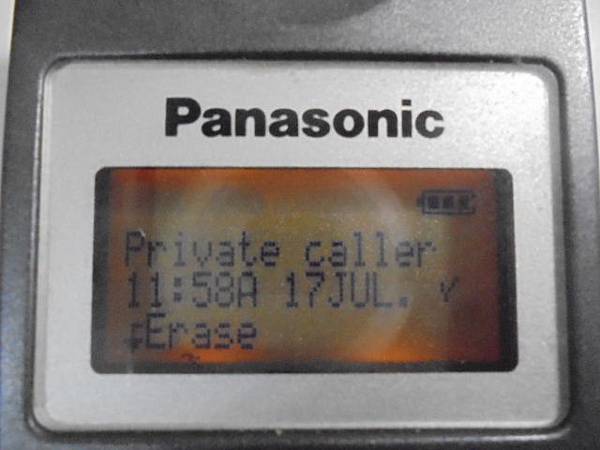 Panasonic
Private caller
11:58A 17JUL. ✓
↕Erase